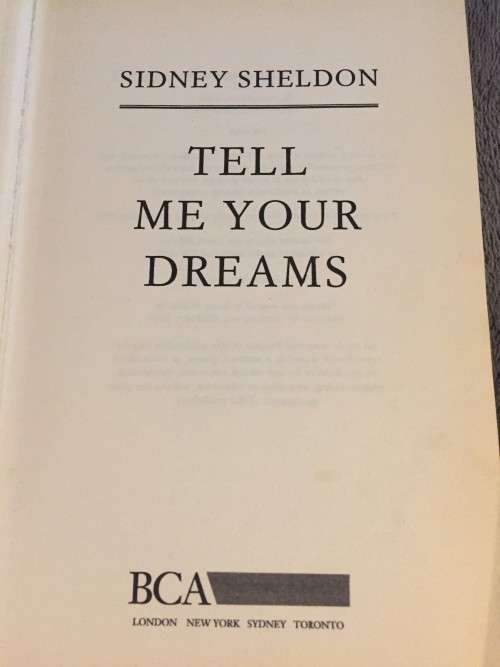 SIDNEY SHELDON
TELL
ME YOUR
DREAMS
BCA
LONDON NEW YORK SYDNEY TORONTO